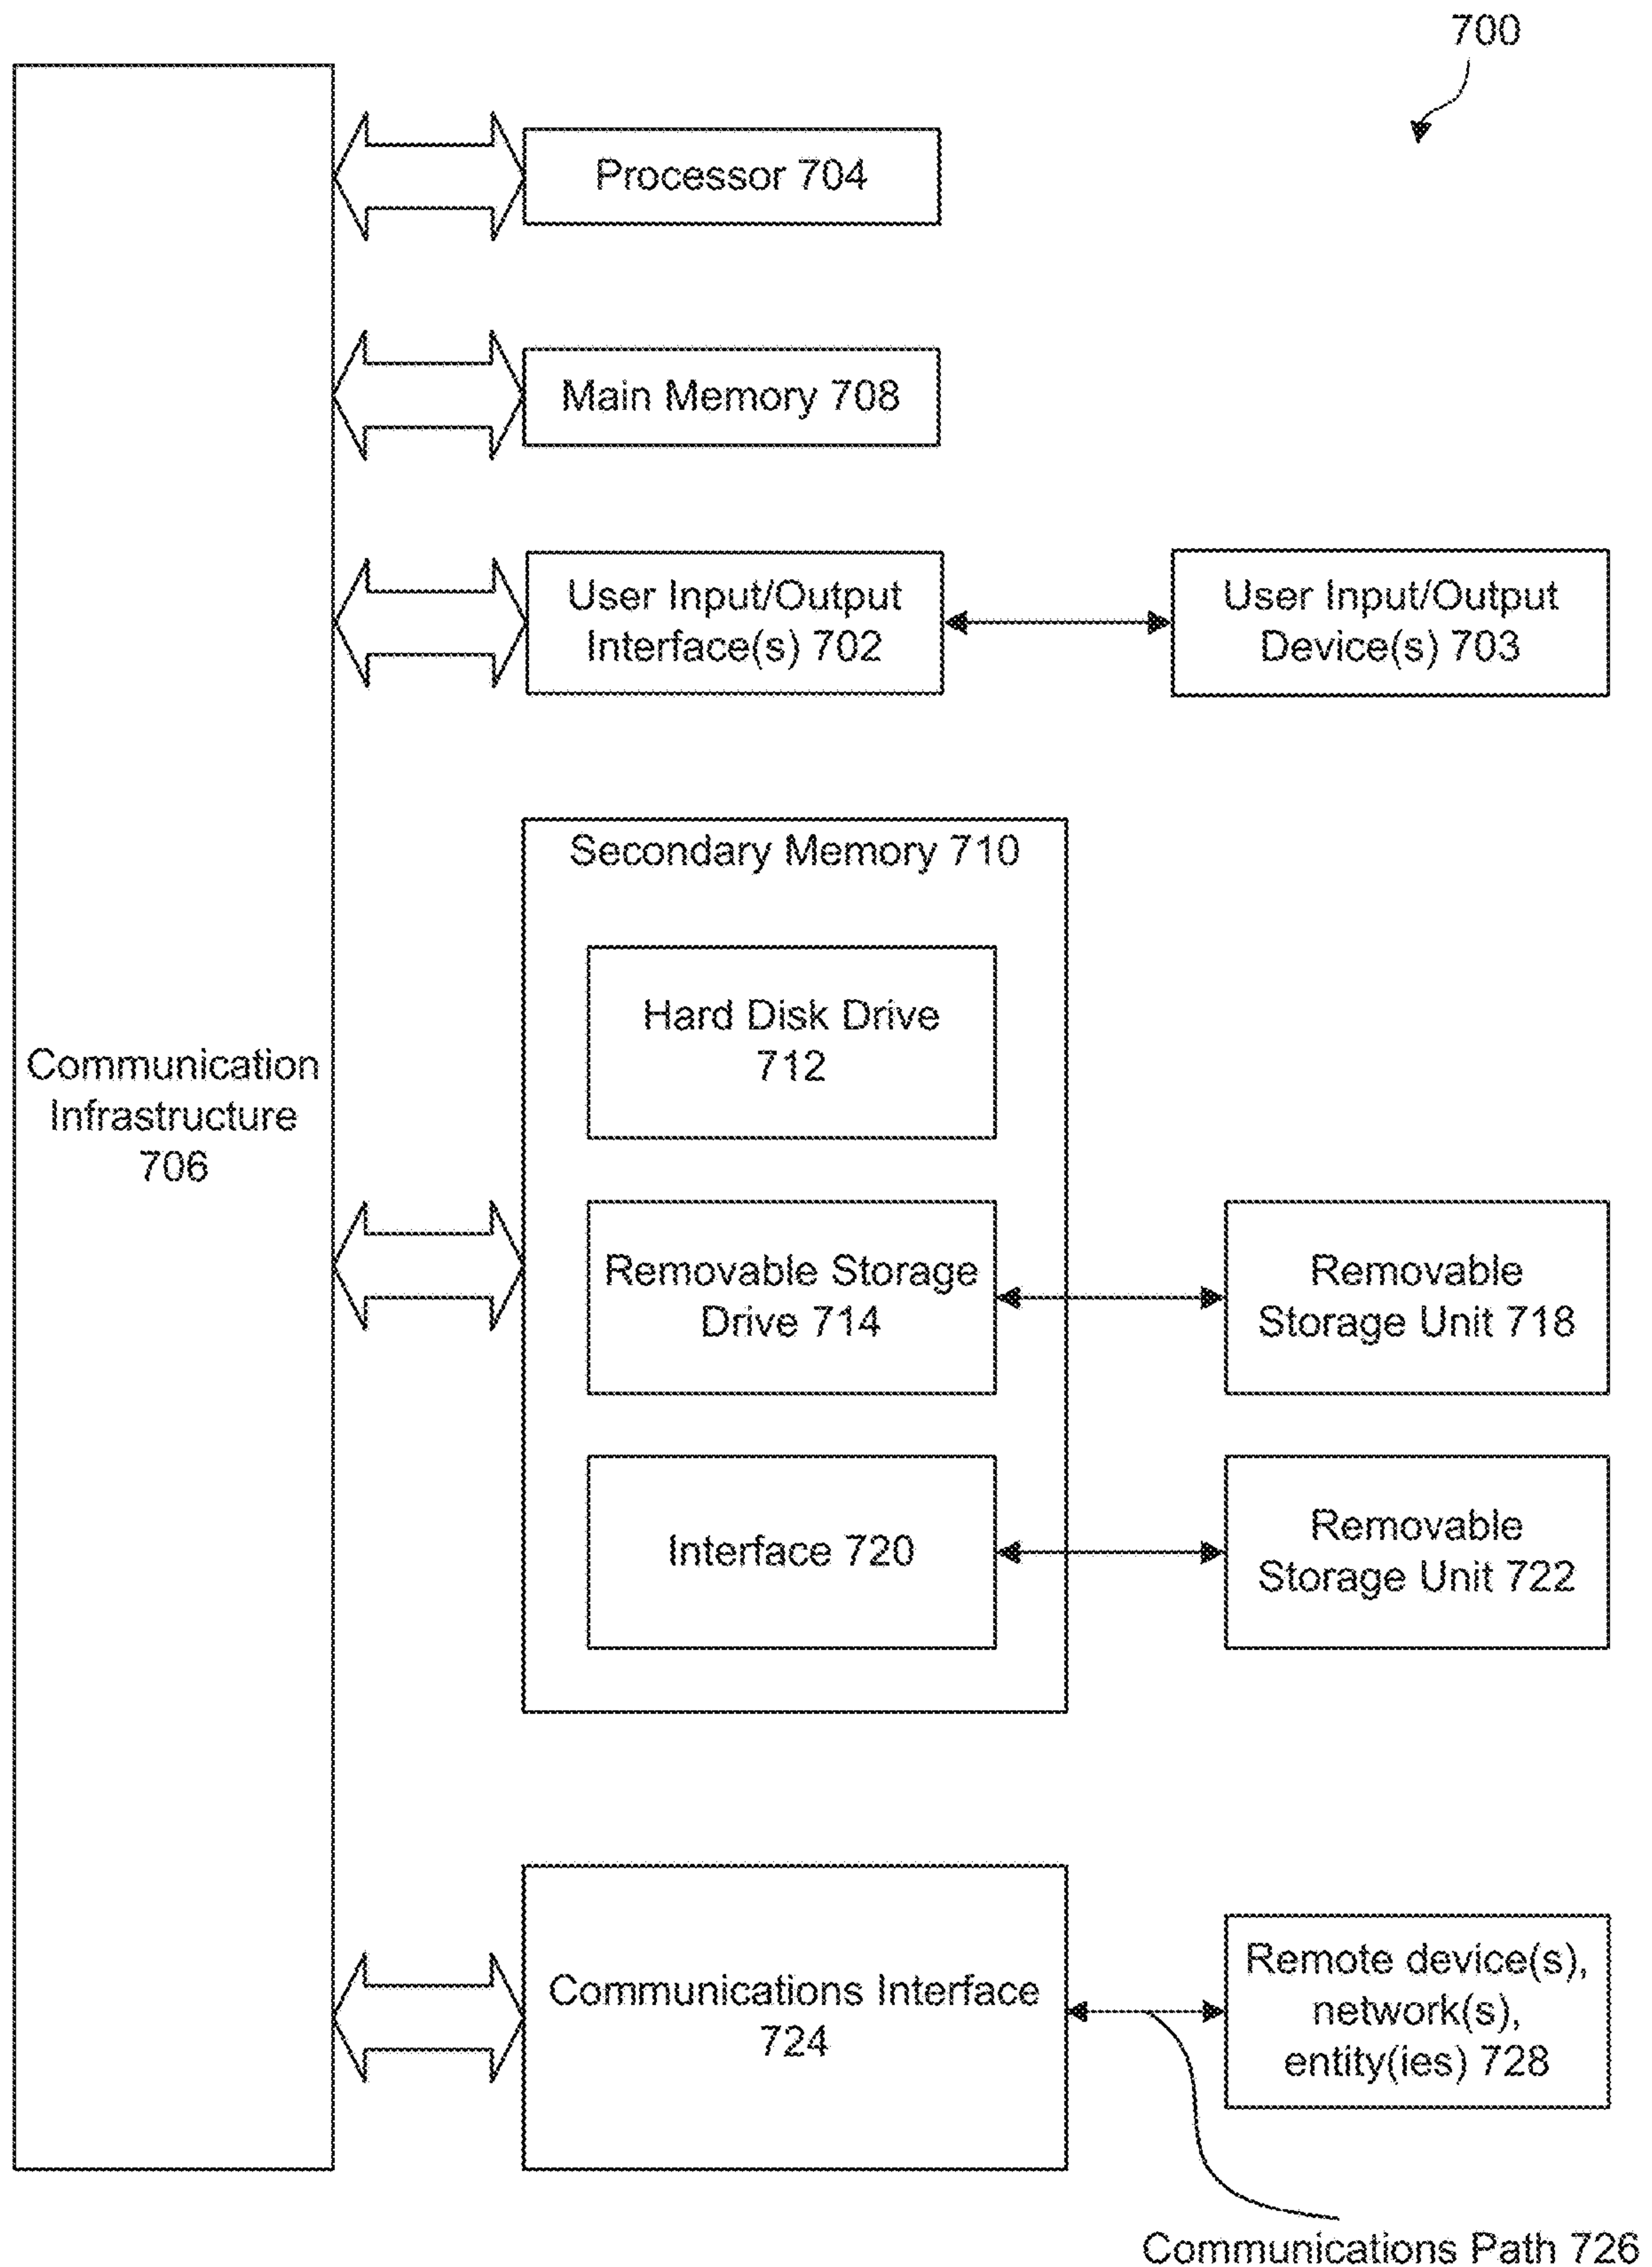 700
Processor 704
Main Memory 708
User Input/Output
Interface(s) 702
User Input/Output
Device(s) 703
Secondary Memory 710
Hard Disk Drive
712
Communication
Infrastructure
706
Removable Storage
Drive 714
Removable
Storage Unit 718
Interface 720
Removable
Storage Unit 722
Communications Interface
724
Remote device(s),
network(s),
entity(ies) 728
Communications Path 726